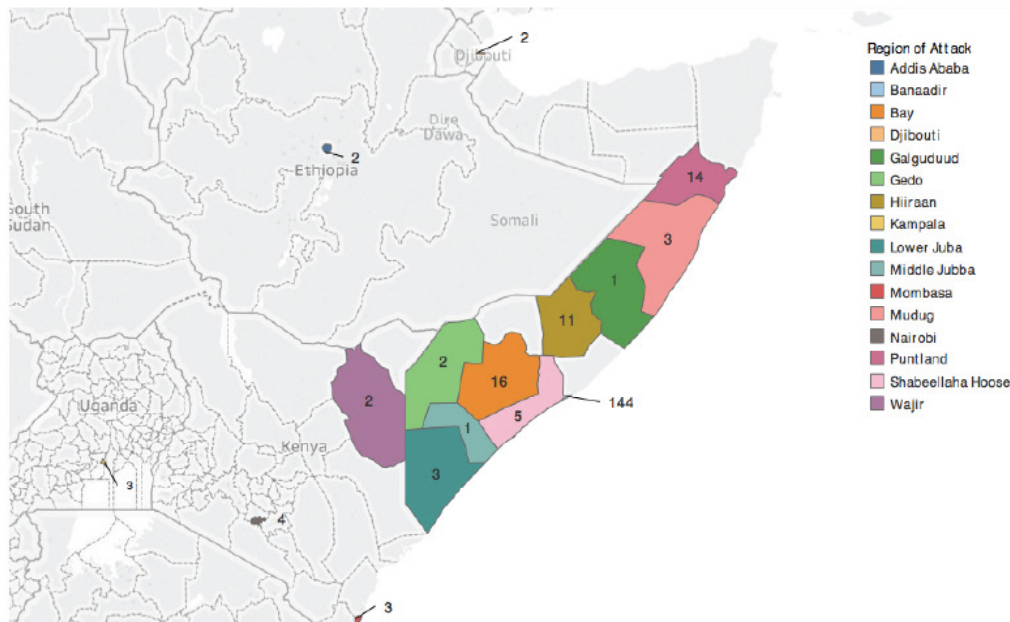 2
Djibouti
Dire
Dawa
2
Ethiopia
South
Sudan
Somali
14
3
1
11
2
16
2
144
5
1
3
Uganda
Kenya
3
4
3
Region of Attack
Addis Ababa
Banaadir
Bay
Djibouti
Galguduud
Gedo
Hiiraan
Kampala
Lower Juba
Middle Jubba
Mombasa
Mudug
Nairobi
Puntland
Shabeellaha Hoose
Wajir